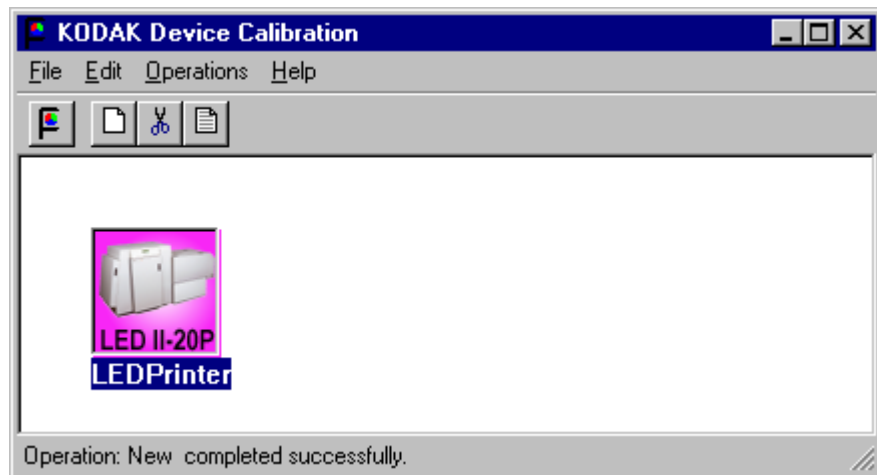 KODAK Device Calibration
File Edit Operations Help
LED II-20P
LEDPrinter
Operation: New completed successfully.